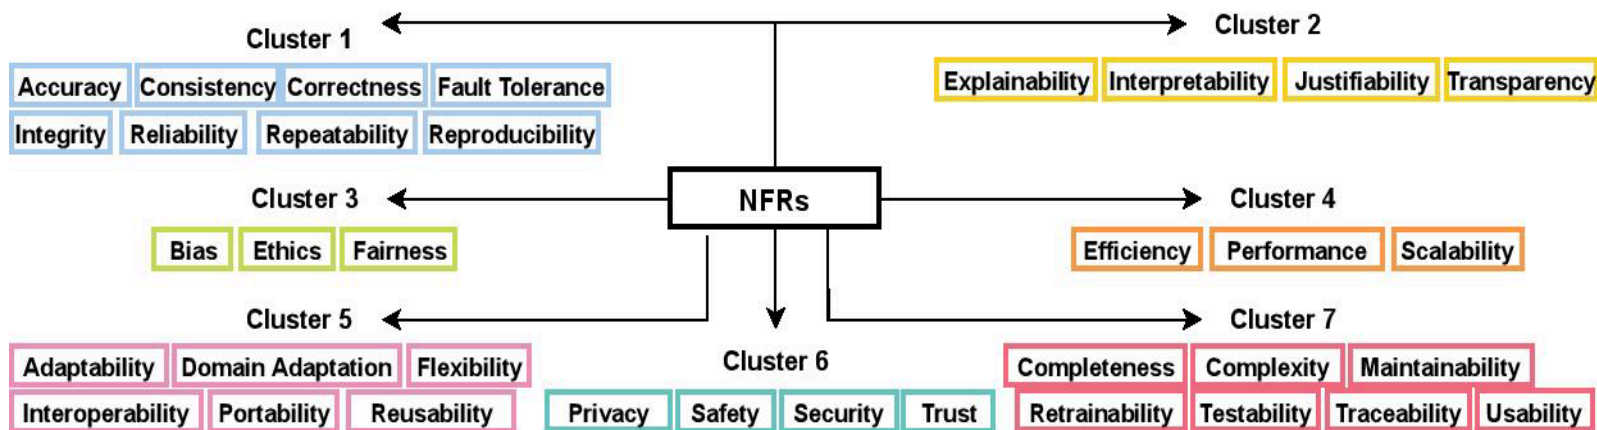 Cluster 1
Accuracy Consistency Correctness Fault Tolerance
Integrity Reliability Repeatability Reproducibility
Cluster 2
Explainability Interpretability Justifiability Transparency
NFRs
Cluster 3
Bias Ethics Fairness
Cluster 4
Efficiency Performance Scalability
Cluster 5
Adaptability Domain Adaptation Flexibility
Interoperability Portability Reusability
Cluster 6
Privacy Safety Security Trust
Cluster 7
Completeness Complexity Maintainability
Retrainability Testability Traceability Usability